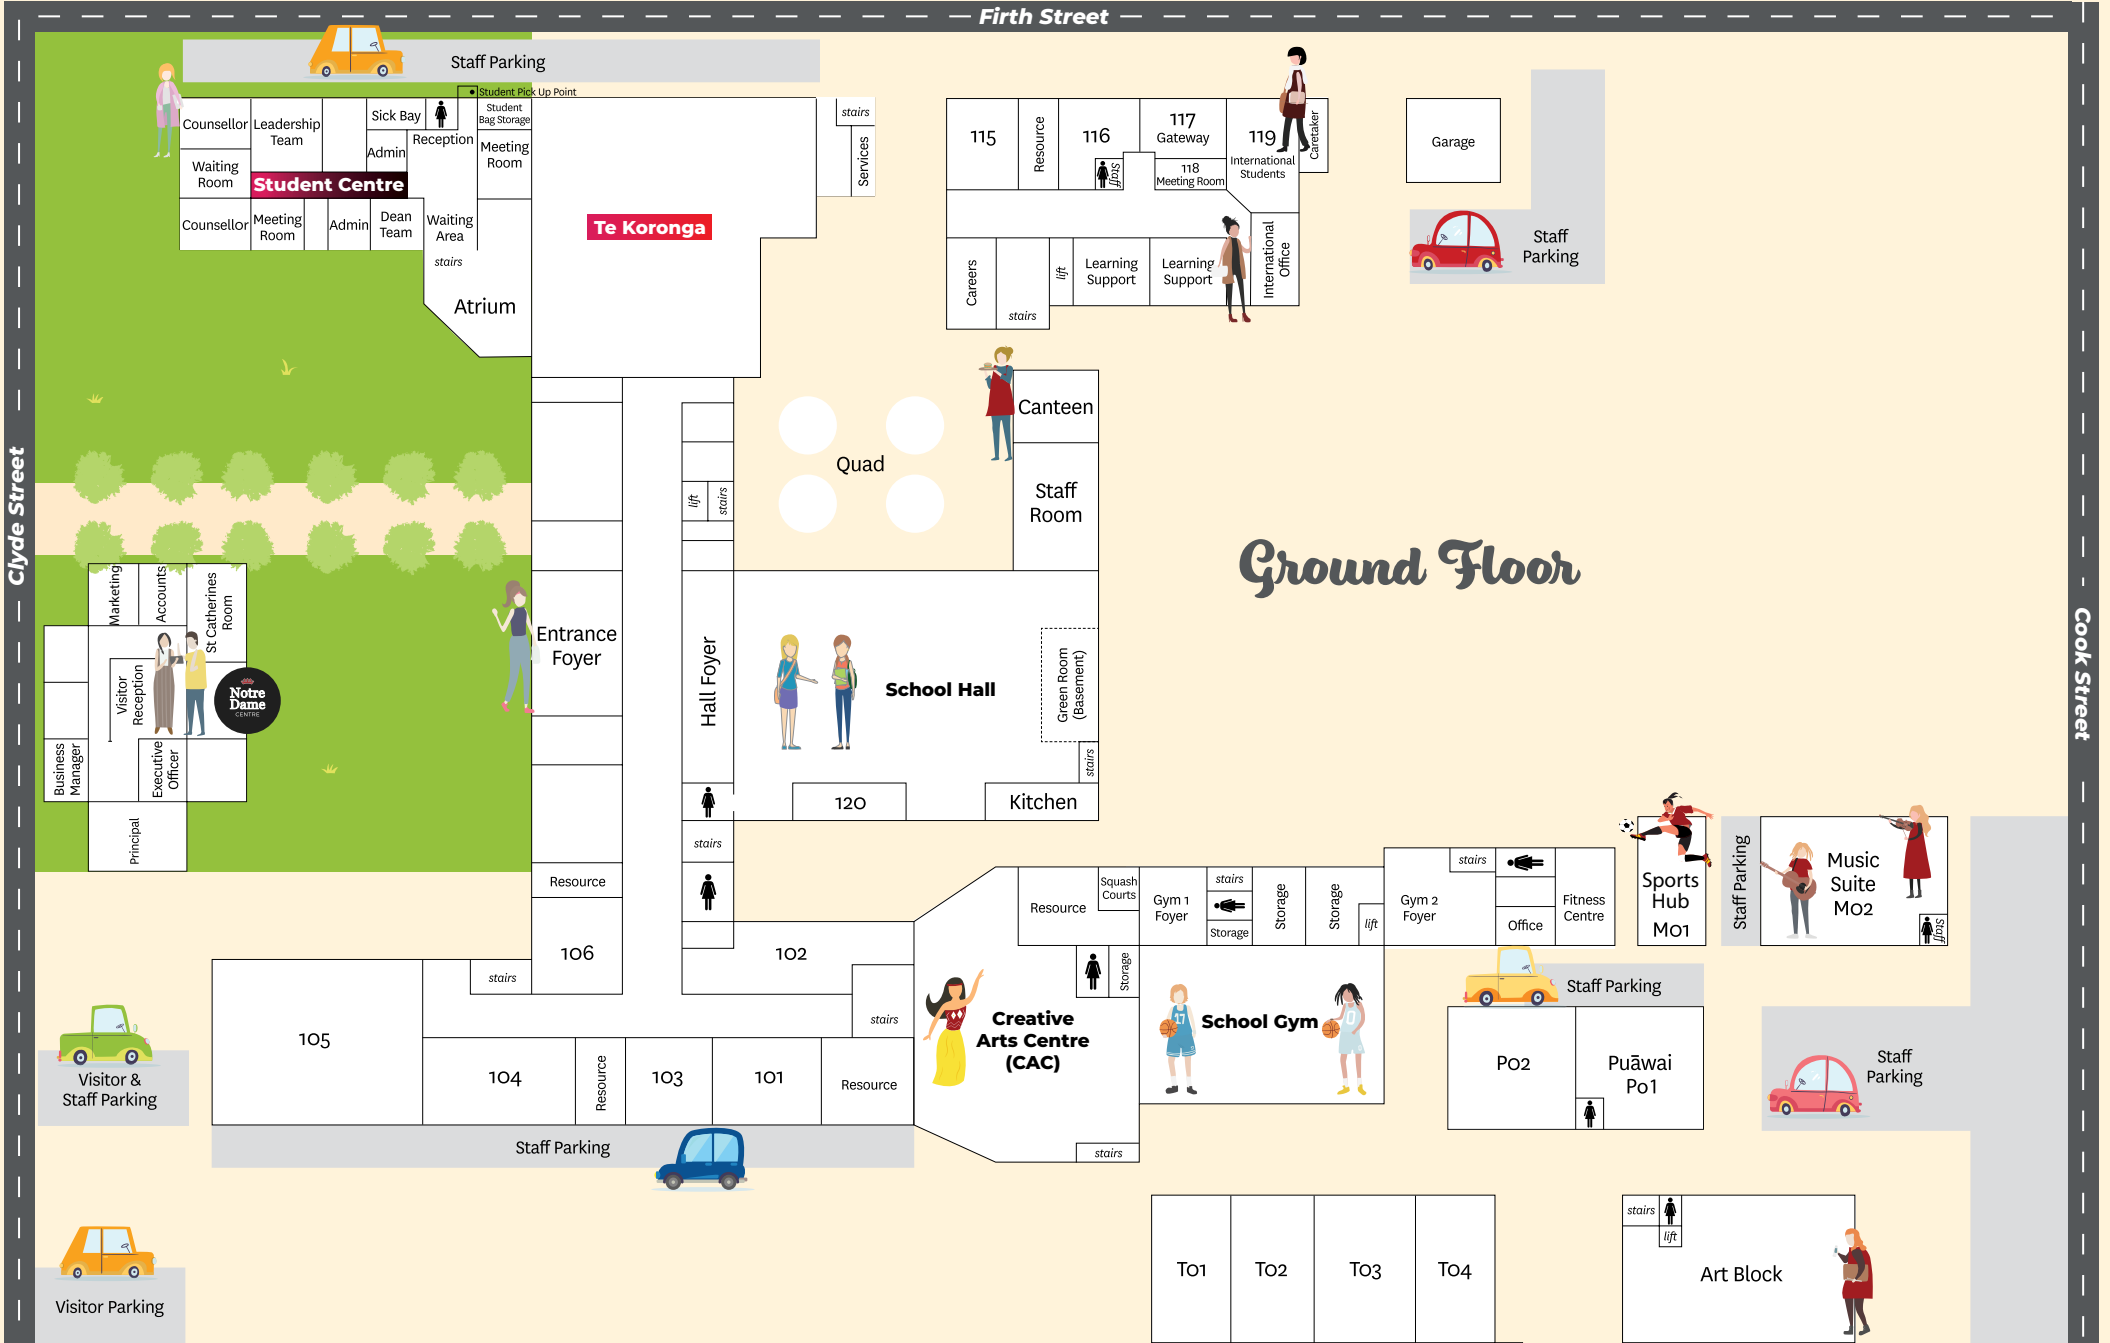 Firth Street
Staff Parking
Student Pick Up Point
Counsellor
Leadership
Team
Sick Bay
Student
Bag Storage
Reception
Admin
Meeting
Room
Waiting
Room
Student Centre
Counsellor
Meeting
Room
Admin
Dean
Team
Waiting
Area
stairs
Atrium
Te Koronga
stairs
Services
115
Resource
116
Staff
117
Gateway
118
Meeting Room
119
International
Students
Caretaker
Careers
stairs
lift
Learning
Support
Learning
Support
International
Office
Garage
Staff
Parking
Canteen
Staff
Room
Quad
lift
stairs
Clyde Street
Cook Street
Ground Floor
Marketing
Accounts
St Catherines
Room
Visitor
Reception
Notre
Dame
CENTRE
Business
Manager
Executive
Officer
Principal
Entrance
Foyer
Hall Foyer
School Hall
Green Room
(Basement)
stairs
120
Kitchen
stairs
Resource
106
102
stairs
stairs
105
104
Resource
103
101
Resource
Staff Parking
Visitor &
Staff Parking
Visitor Parking
Creative
Arts Centre
(CAC)
Resource
Squash
Courts
Gym 1
Foyer
stairs
Storage
Storage
Storage
lift
Gym 2
Foyer
stairs
Office
Fitness
Centre
Storage
School Gym
stairs
Sports
Hub
M01
Staff Parking
Music
Suite
M02
Staff
Staff Parking
P02
Puāwai
P01
Staff
Parking
T01
T02
T03
T04
stairs
lift
Art Block
17
0